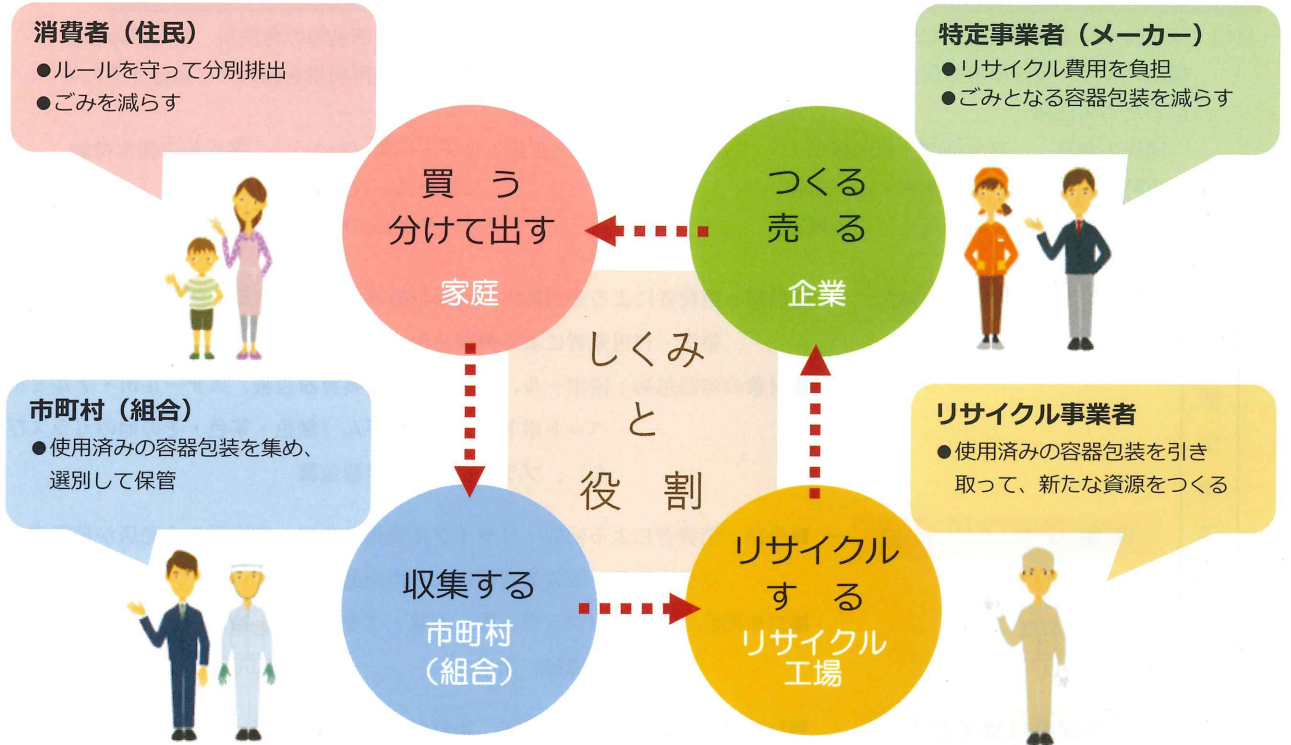 消費者（住民）
●ルールを守って分別排出
●ごみを減らす
特定事業者（メーカー）
●リサイクル費用を負担
●ごみとなる容器包装を減らす
買う
分けて出す
家庭
つくる
売る
企業
しくみ
と
役割
市町村（組合）
●使用済みの容器包装を集め、
選別して保管
リサイクル事業者
●使用済みの容器包装を引き
取って、新たな資源をつくる
収集する
市町村
（組合）
リサイクル
する
リサイクル
工場